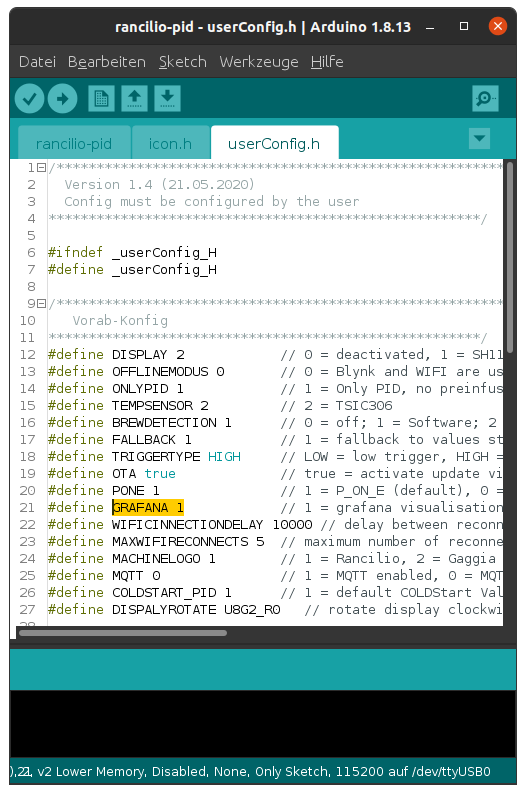 rancilio-pid - userConfig.h | Arduino 1.8.13
Datei Bearbeiten Sketch Werkzeuge Hilfe
rancilio-pid icon.h userConfig.h
1 /********************************************************
2 Version 1.4 (21.05.2020)
3 Config must be configured by the user
4 ******************************************************/
5
6 #ifndef _userConfig_H
7 #define _userConfig_H
8
9 /********************************************************
10 Vorab-Konfig
11 ******************************************************/
12 #define DISPLAY 2 // 0 = deactivated, 1 = SH11
13 #define OFFLINEMODUS 0 // 0 = Blynk and WIFI are us
14 #define ONLYPID 1 // 1 = Only PID, no preinfus
15 #define TEMPSENSOR 2 // 2 = TSIC306
16 #define BREWDETECTION 1 // 0 = off; 1 = Software; 2
17 #define FALLBACK 1 // 1 = fallback to values st
18 #define TRIGGERTYPE HIGH // LOW = low trigger, HIGH =
19 #define OTA true // true = activate update vi
20 #define PONE 1 // 1 = P_ON_E (default), 0 =
21 #define GRAFANA 1 // 1 = grafana visualisation
22 #define WIFICINNECTIONDELAY 10000 // delay between reconn
23 #define MAXWIFIRECONNECTS 5 // maximum number of reconne
24 #define MACHINELOGO 1 // 1 = Rancilio, 2 = Gaggia
25 #define MQTT 0 // 1 = MQTT enabled, 0 = MQT
26 #define COLDSTART_PID 1 // 1 = default COLDStart Val
27 #define DISPALYROTATE U8G2_R0 // rotate display clockwi
28
v2 Lower Memory, Disabled, None, Only Sketch, 115200 auf /dev/ttyUSB0